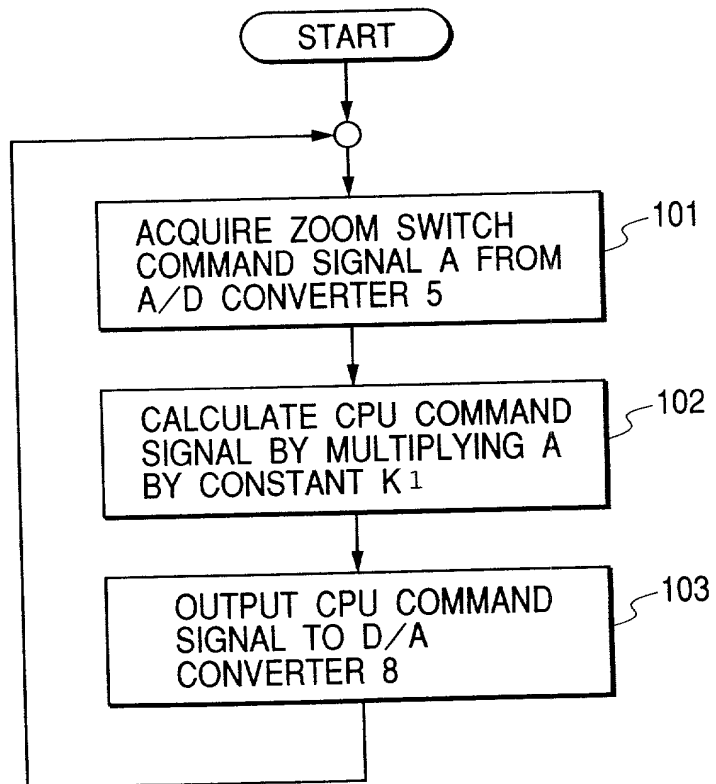 START
ACQUIRE ZOOM SWITCH
COMMAND SIGNAL A FROM
A/D CONVERTER 5
101
CALCULATE CPU COMMAND
SIGNAL BY MULTIPLYING A
BY CONSTANT K1
102
OUTPUT CPU COMMAND
SIGNAL TO D/A
CONVERTER 8
103